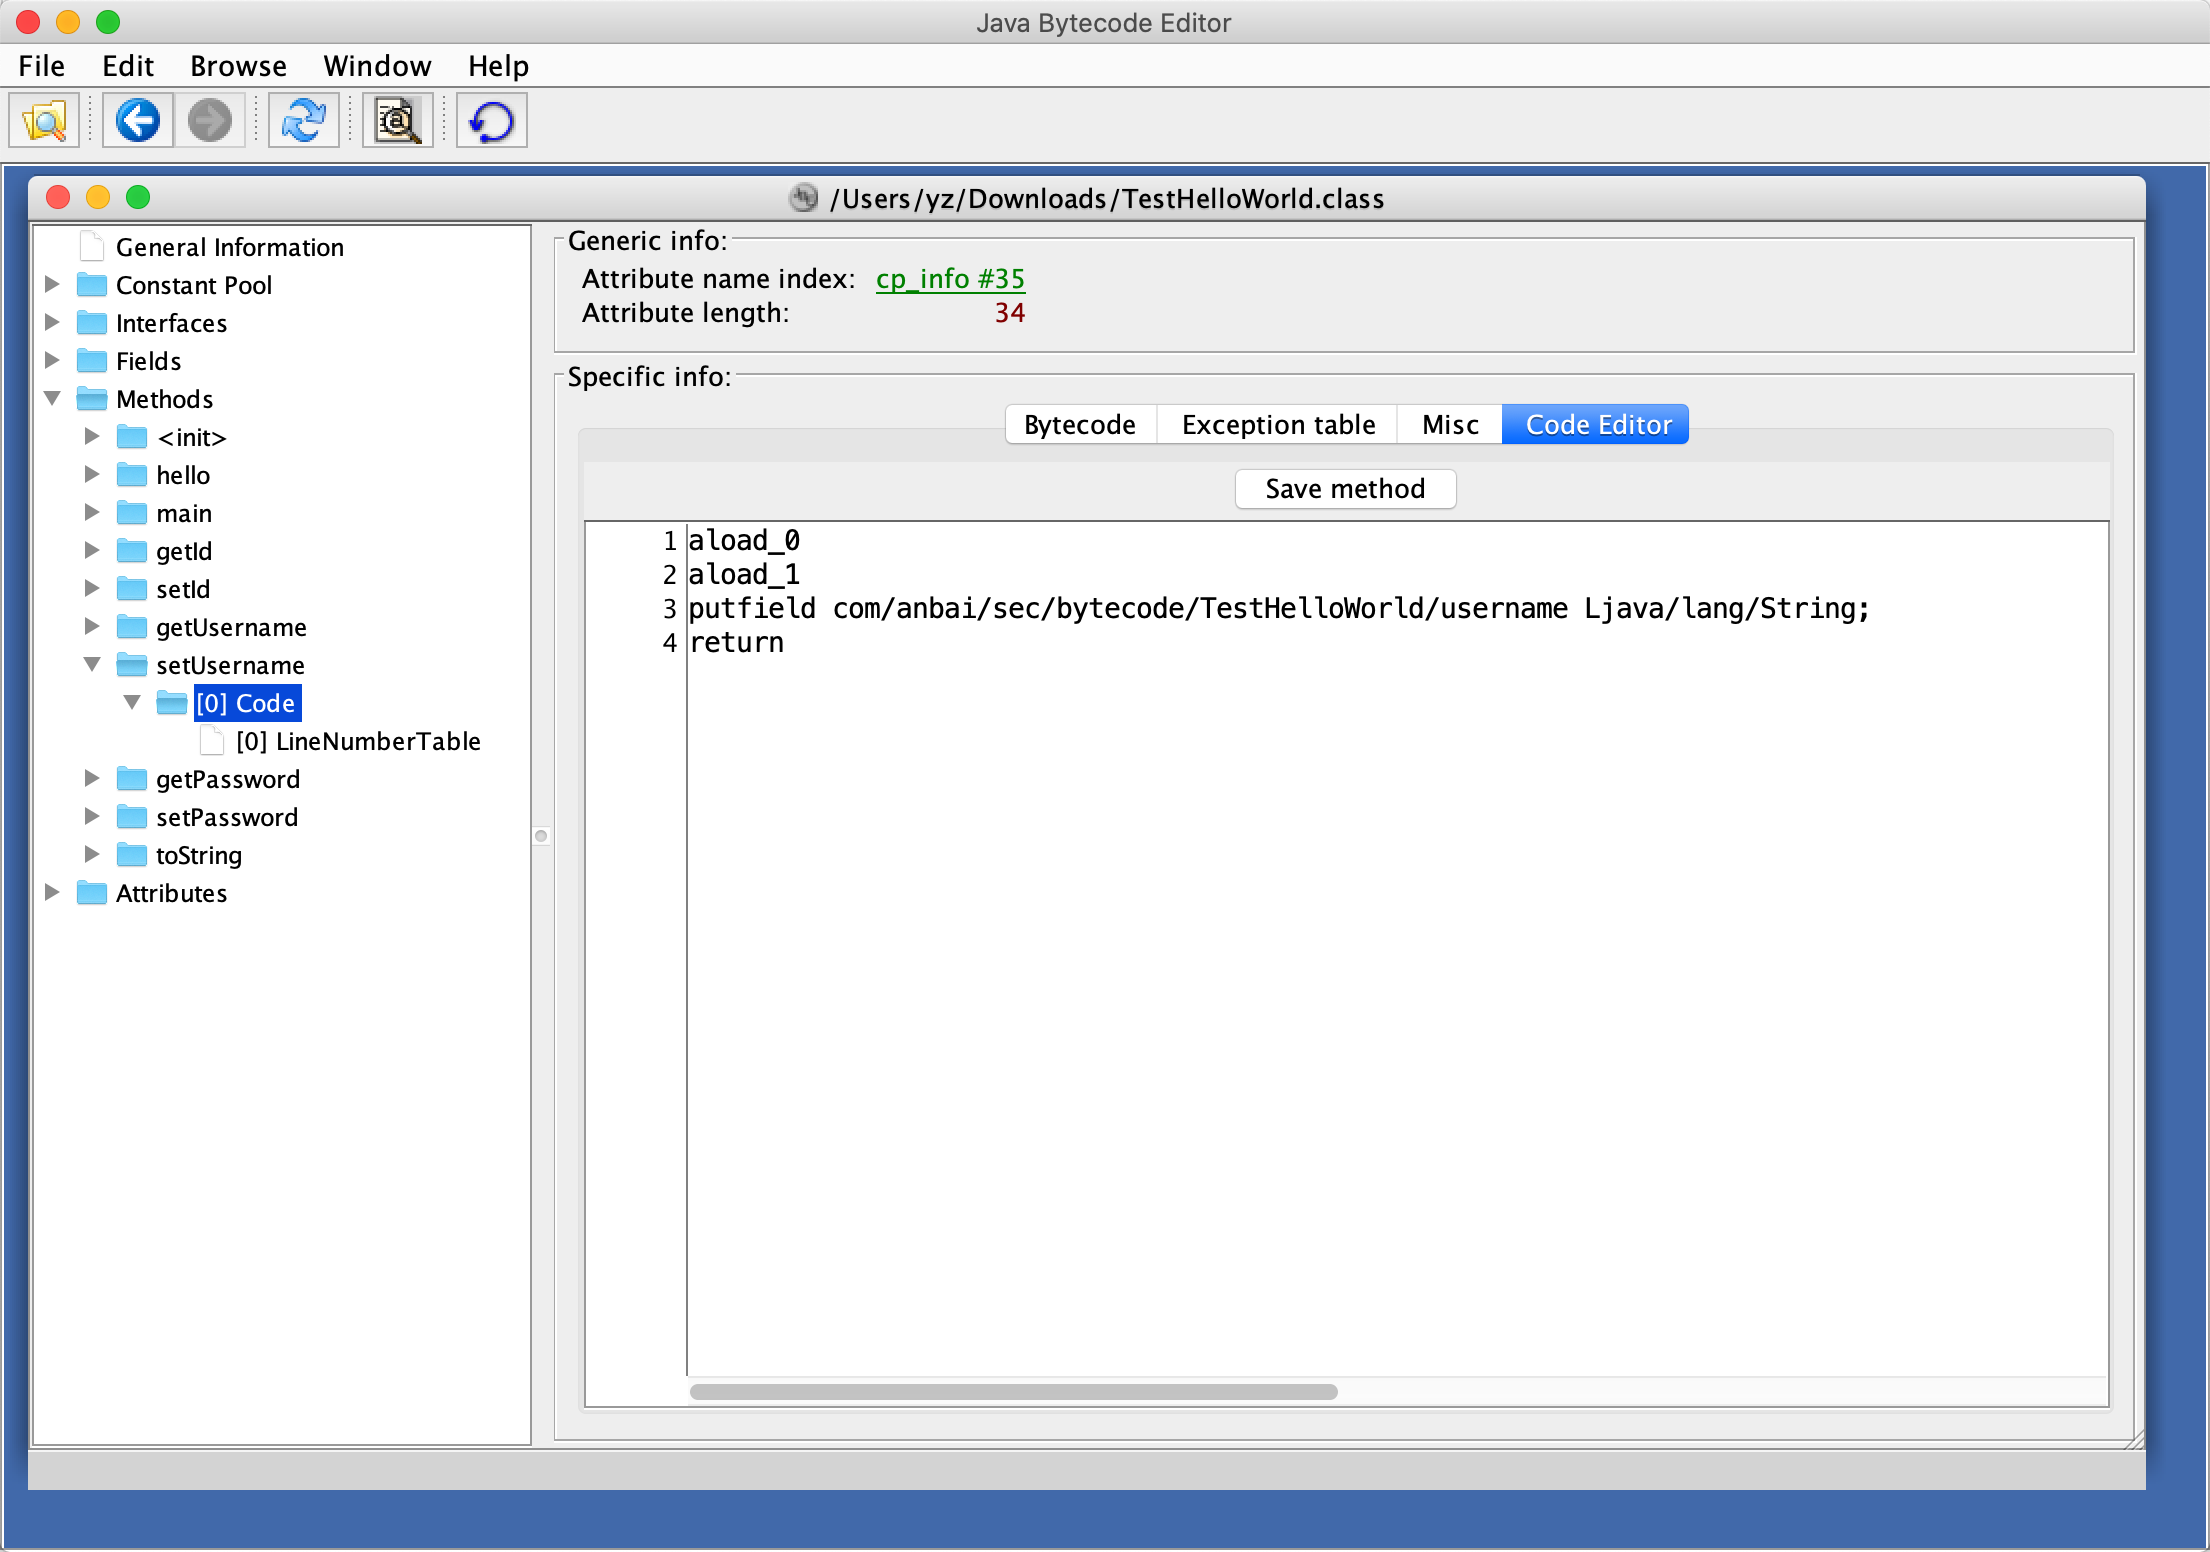 Java Bytecode Editor
File Edit Browse Window Help
/Users/yz/Downloads/TestHelloWorld.class
General Information
Constant Pool
Interfaces
Fields
Methods
<init>
hello
main
getId
setId
getUsername
setUsername
[0] Code
[0] LineNumberTable
getPassword
setPassword
toString
Attributes
Generic info:
Attribute name index: cp_info #35
Attribute length: 34
Specific info:
Bytecode Exception table Misc Code Editor
Save method
1 aload_0
2 aload_1
3 putfield com/anbai/sec/bytecode/TestHelloWorld/username Ljava/lang/String;
4 return